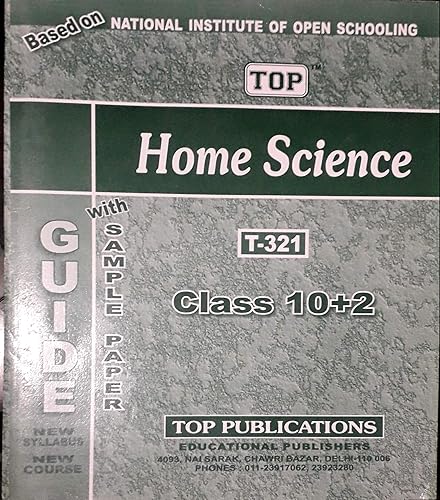 Based on NATIONAL INSTITUTE OF OPEN SCHOOLING
TOP™
Home Science
T-321
Class 10+2
GUIDE
with SAMPLE PAPER
NEW
SYLLABUS
NEW
COURSE
TOP PUBLICATIONS
EDUCATIONAL PUBLISHERS
4093, NAI SARAK, CHAWRI BAZAR, DELHI-110 006
PHONES : 011-23917062, 23923280